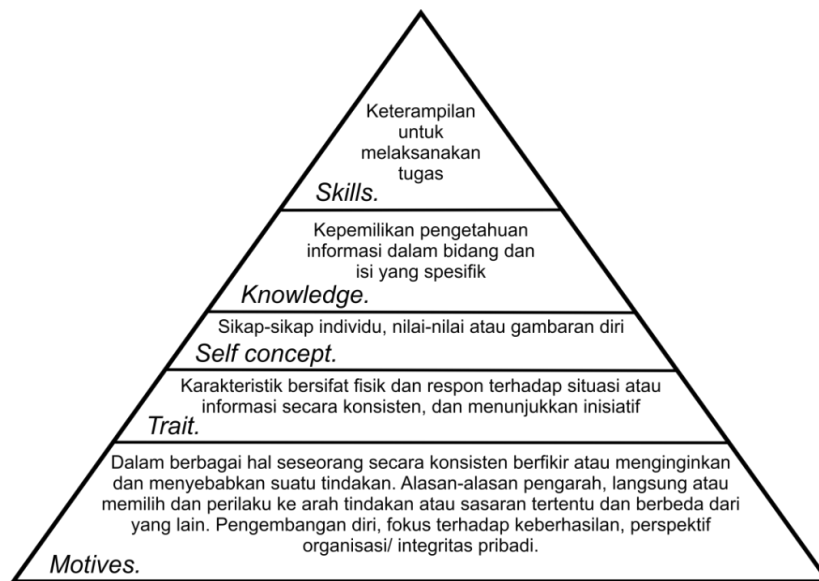 Keterampilan
untuk
melaksanakan
tugas
Skills.
Kepemilikan pengetahuan
informasi dalam bidang dan
isi yang spesifik
Knowledge.
Sikap-sikap individu, nilai-nilai atau gambaran diri
Self concept.
Karakteristik bersifat fisik dan respon terhadap situasi atau
informasi secara konsisten, dan menunjukkan inisiatif
Trait.
Dalam berbagai hal seseorang secara konsisten berfikir atau menginginkan
dan menyebabkan suatu tindakan. Alasan-alasan pengarah, langsung atau
memilih dan perilaku ke arah tindakan atau sasaran tertentu dan berbeda dari
yang lain. Pengembangan diri, fokus terhadap keberhasilan, perspektif
organisasi/ integritas pribadi.
Motives.